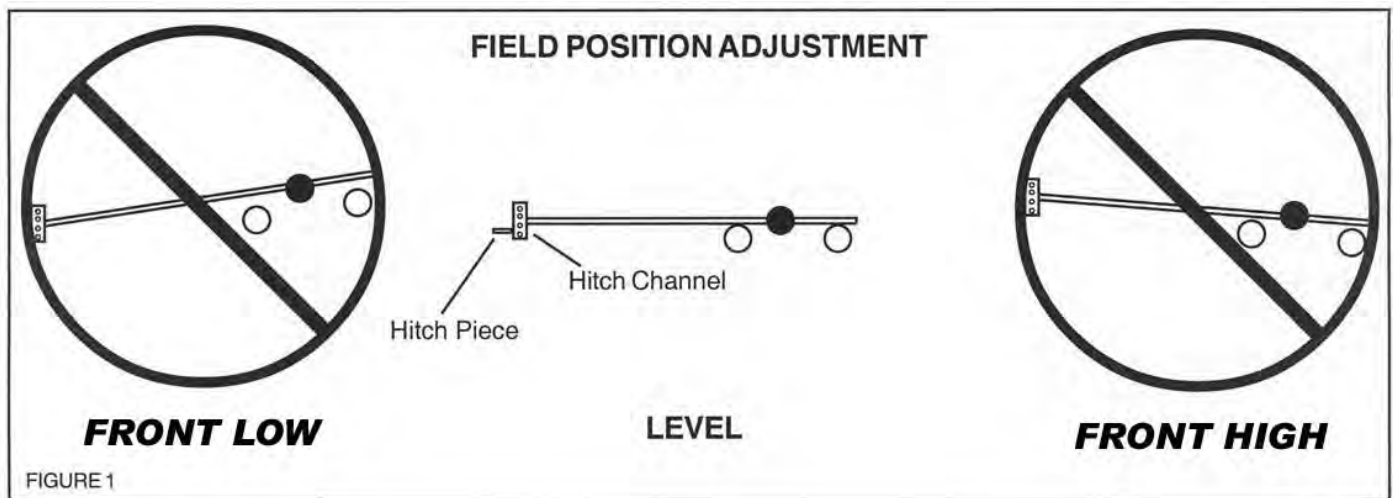 FIELD POSITION ADJUSTMENT
Hitch Channel
Hitch Piece
FRONT LOW
LEVEL
FRONT HIGH
FIGURE 1